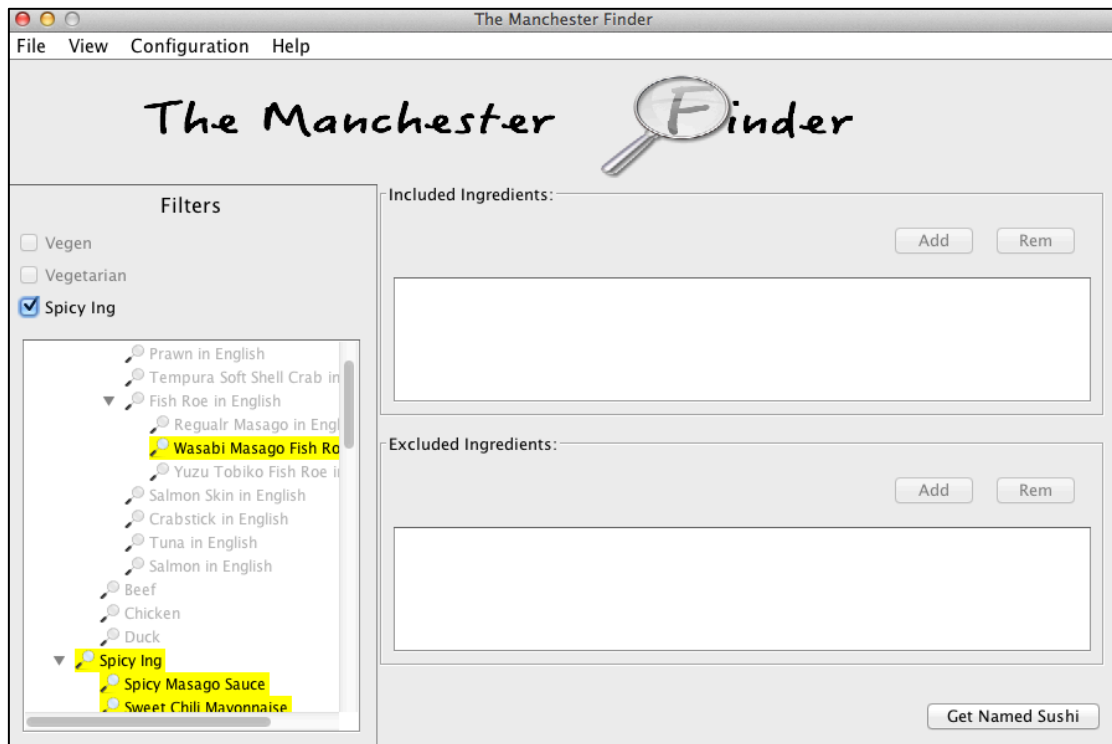 The Manchester Finder
File View Configuration Help
The Manchester Finder
Filters
Vegen
Vegetarian
Spicy Ing
Prawn in English
Tempura Soft Shell Crab in
Fish Roe in English
Regualr Masago in Engl
Wasabi Masago Fish Ro
Yuzu Tobiko Fish Roe i
Salmon Skin in English
Crabstick in English
Tuna in English
Salmon in English
Beef
Chicken
Duck
Spicy Ing
Spicy Masago Sauce
Sweet Chili Mayonnaise
Included Ingredients:
Add Rem
Excluded Ingredients:
Add Rem
Get Named Sushi